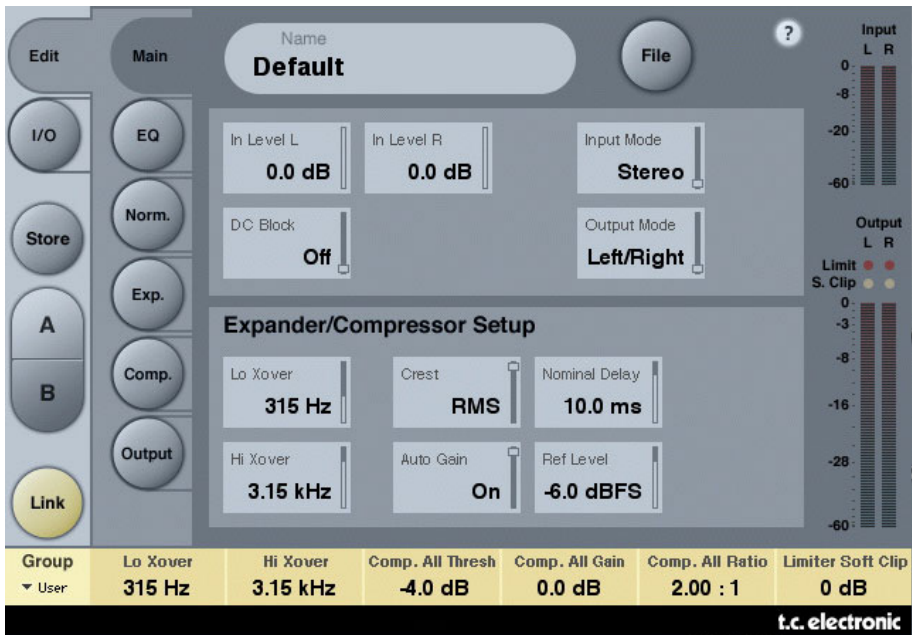 Edit
Main
Name
Default
File
?
Input
L R
0
-8
-20
-60
I/O
EQ
In Level L
0.0 dB
In Level R
0.0 dB
Input Mode
Stereo
Store
Norm.
DC Block
Off
Output Mode
Left/Right
Output
L R
Limit
S. Clip
0
-3
-8
-16
-28
-60
A
B
Exp.
Expander/Compressor Setup
Comp.
Lo Xover
315 Hz
Crest
RMS
Nominal Delay
10.0 ms
Output
Hi Xover
3.15 kHz
Auto Gain
On
Ref Level
-6.0 dBFS
Link
Group
User
Lo Xover
315 Hz
Hi Xover
3.15 kHz
Comp. All Thresh
-4.0 dB
Comp. All Gain
0.0 dB
Comp. All Ratio
2.00 : 1
Limiter Soft Clip
0 dB
t.c. electronic